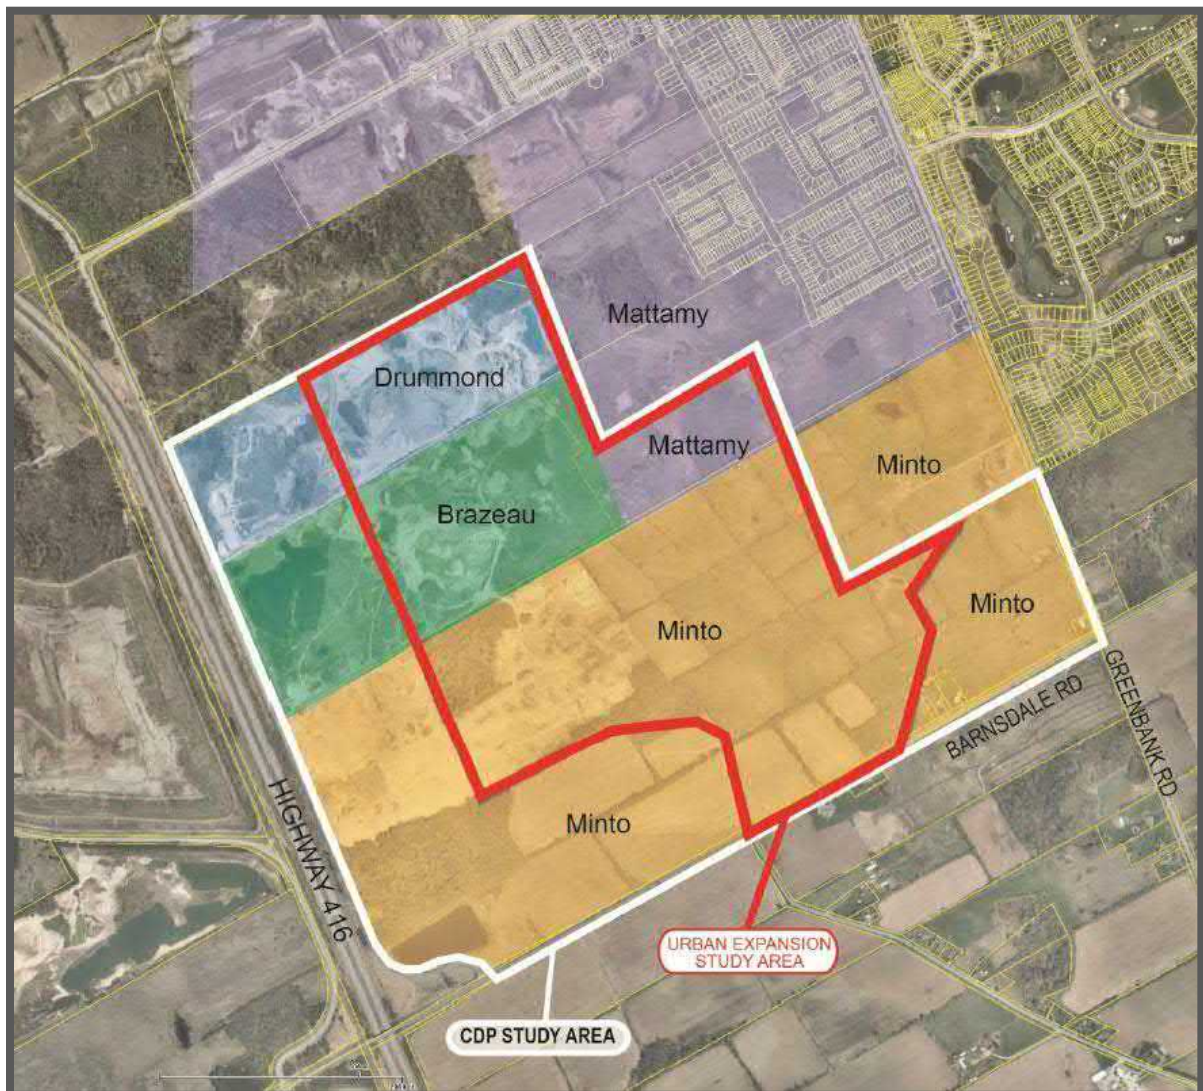 Mattamy
Drummond
Mattamy
Minto
Brazeau
Minto
Minto
GREENBANK RD
BARNSDALE RD
HIGHWAY 416
Minto
URBAN EXPANSION
STUDY AREA
CDP STUDY AREA